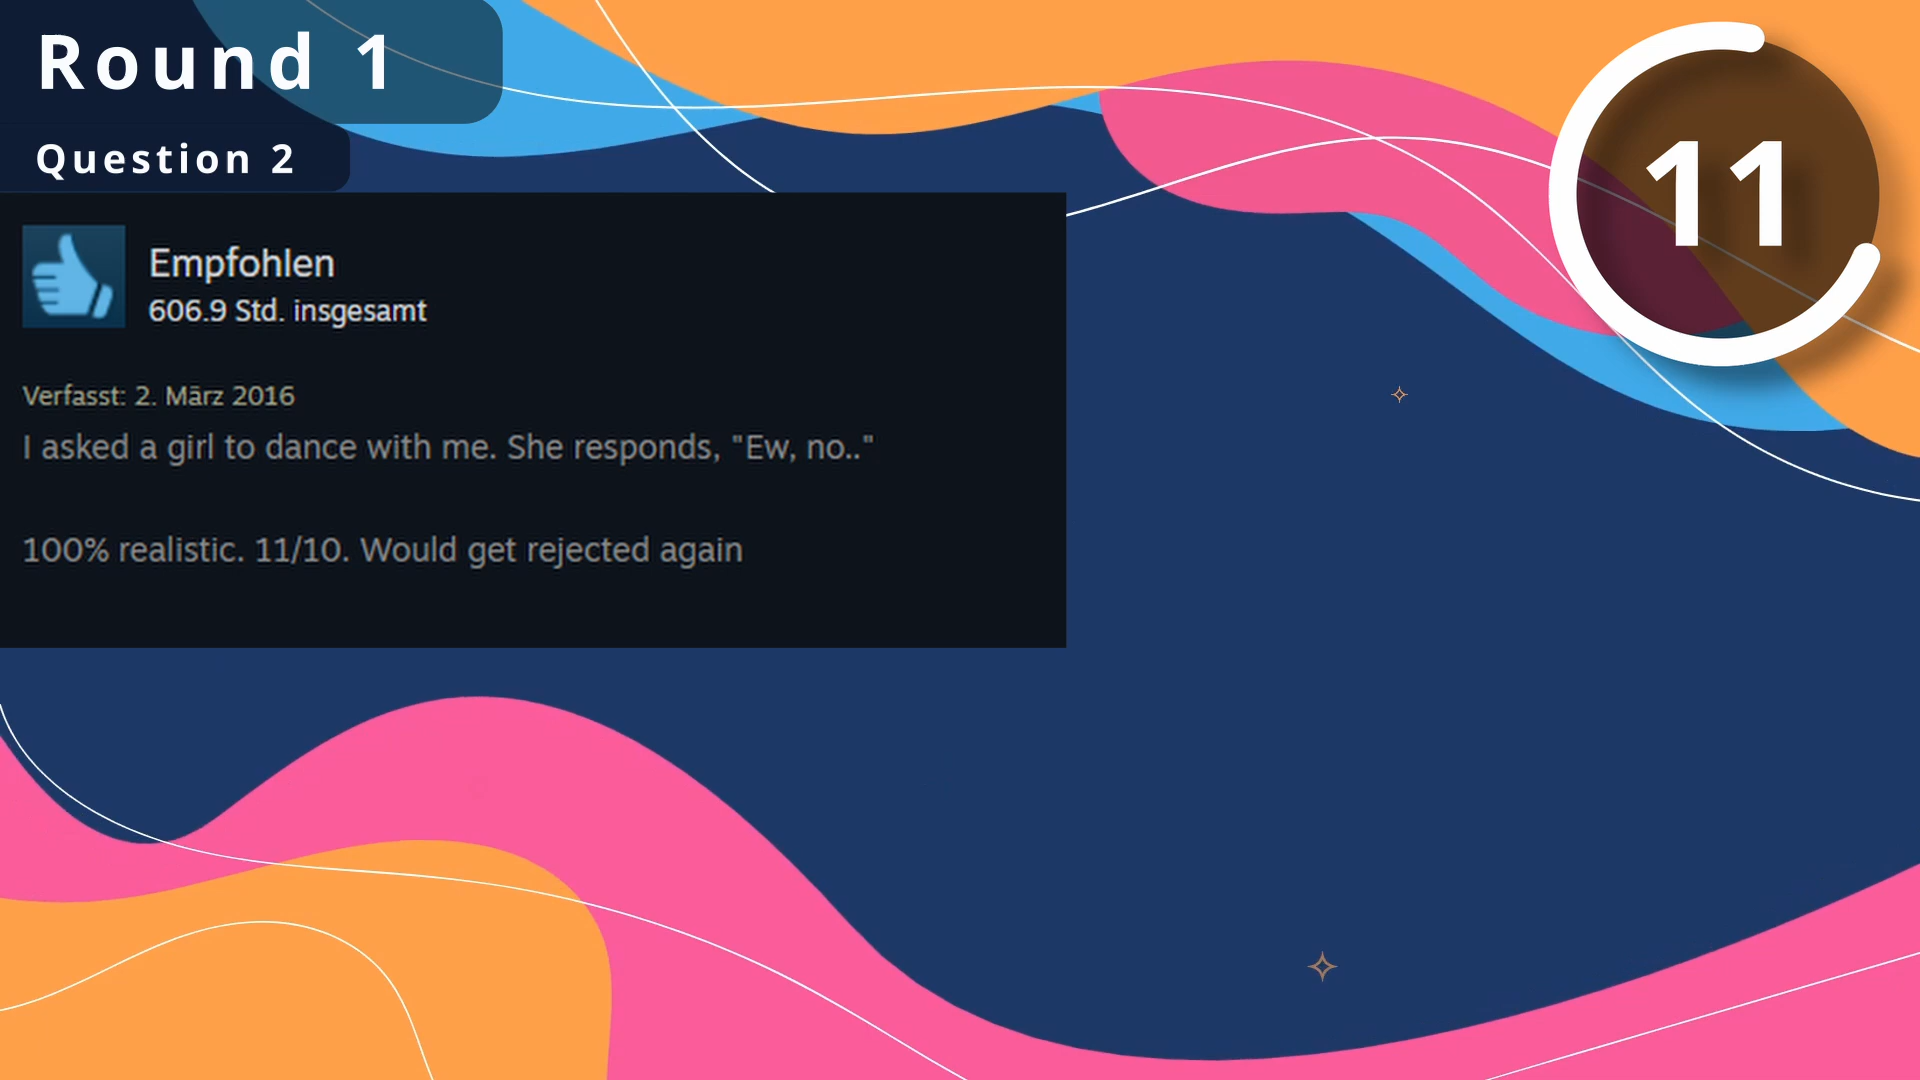 Round 1
Question 2
11
Empfohlen
606.9 Std. insgesamt
Verfasst: 2. März 2016
I asked a girl to dance with me. She responds, "Ew, no.."
100% realistic. 11/10. Would get rejected again